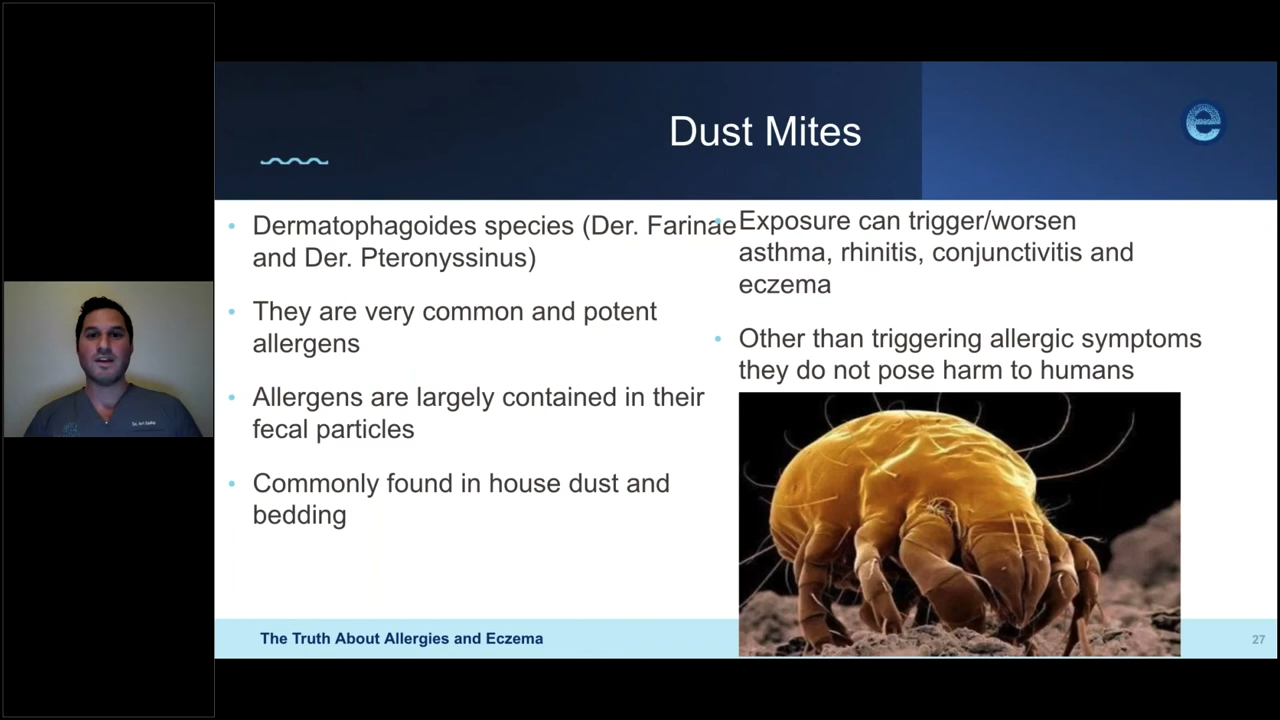 Dust Mites
Dermatophagoides species (Der. Farinae
and Der. Pteronyssinus)
They are very common and potent
allergens
Allergens are largely contained in their
fecal particles
Commonly found in house dust and
bedding
Exposure can trigger/worsen
asthma, rhinitis, conjunctivitis and
eczema
Other than triggering allergic symptoms
they do not pose harm to humans
The Truth About Allergies and Eczema
27